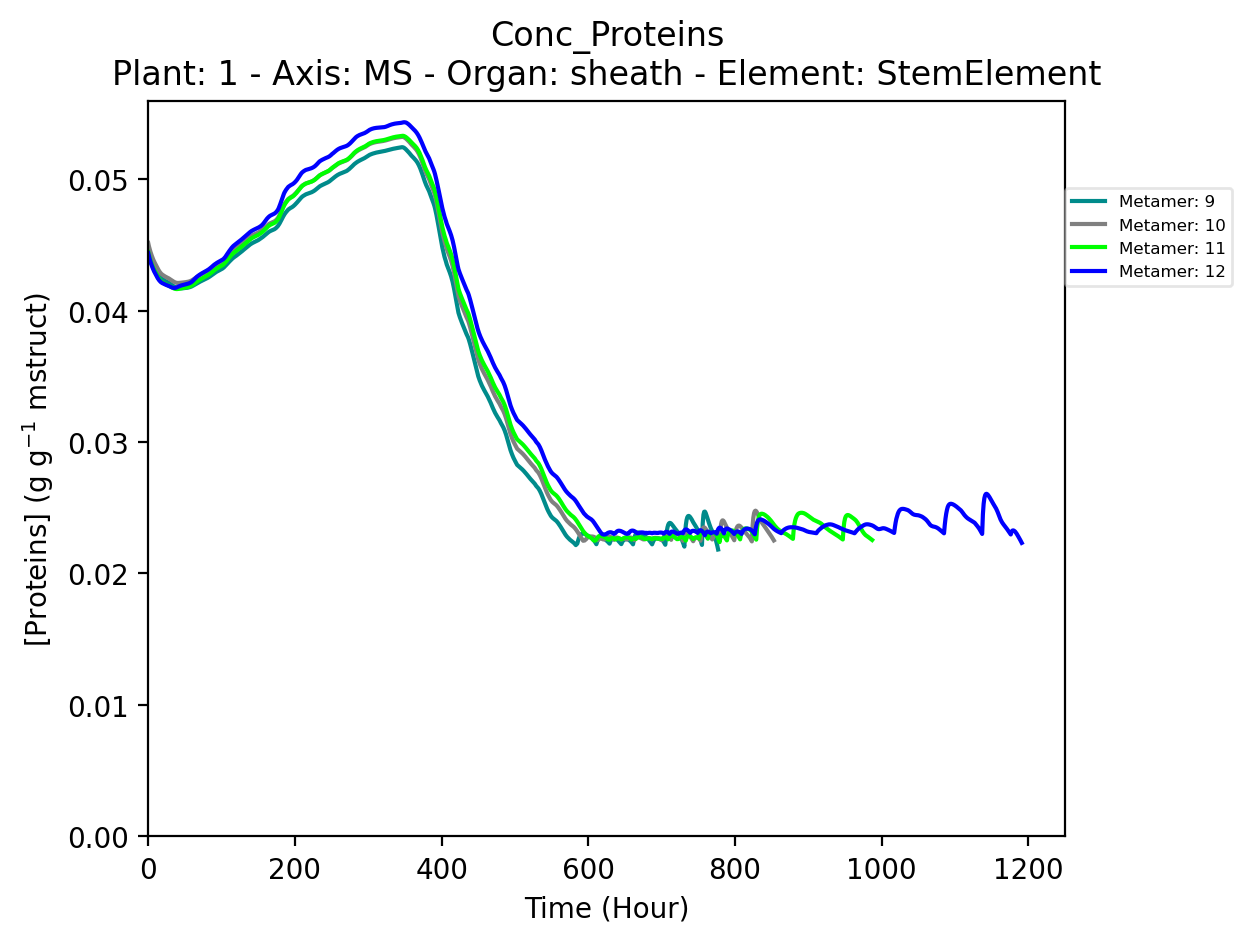 Conc_Proteins
Plant: 1 - Axis: MS - Organ: sheath - Element: StemElement
[Proteins] (g g⁻¹ mstruct)
0.05
0.04
0.03
0.02
0.01
0.00
0 200 400 600 800 1000 1200
Time (Hour)
Metamer: 9
Metamer: 10
Metamer: 11
Metamer: 12